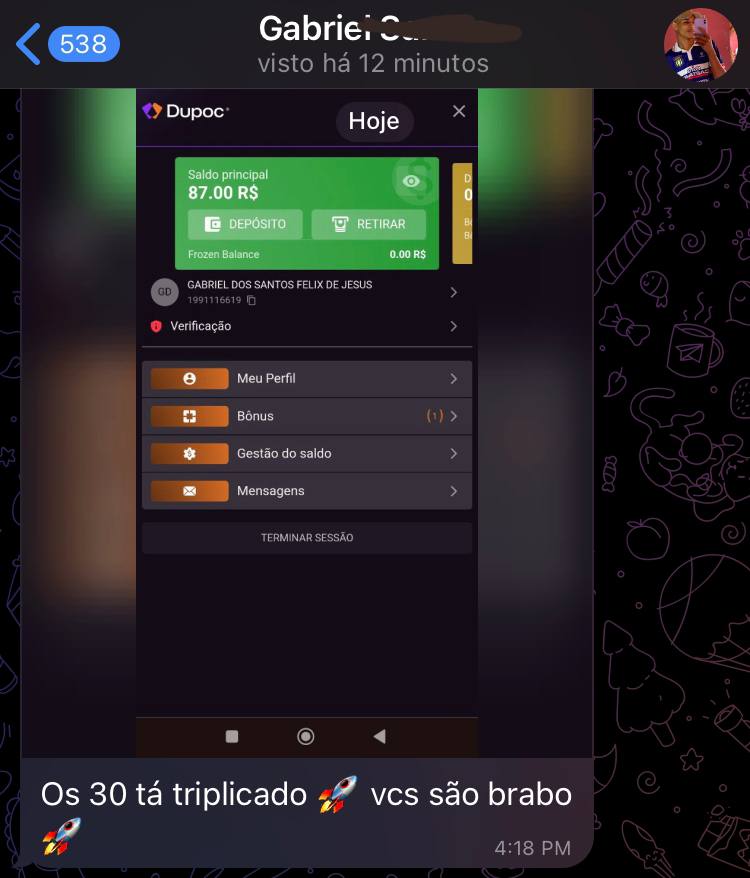 538
Gabriel
visto há 12 minutos
Dupoc
Hoje
Saldo principal
87.00 R$
DEPÓSITO
RETIRAR
Frozen Balance
0.00 R$
D
0
GD
GABRIEL DOS SANTOS FELIX DE JESUS
1991116619
Verificação
Meu Perfil
Bônus
(1)
Gestão do saldo
Mensagens
TERMINAR SESSÃO
Os 30 tá triplicado 🚀 vcs são brabo
🚀
4:18 PM